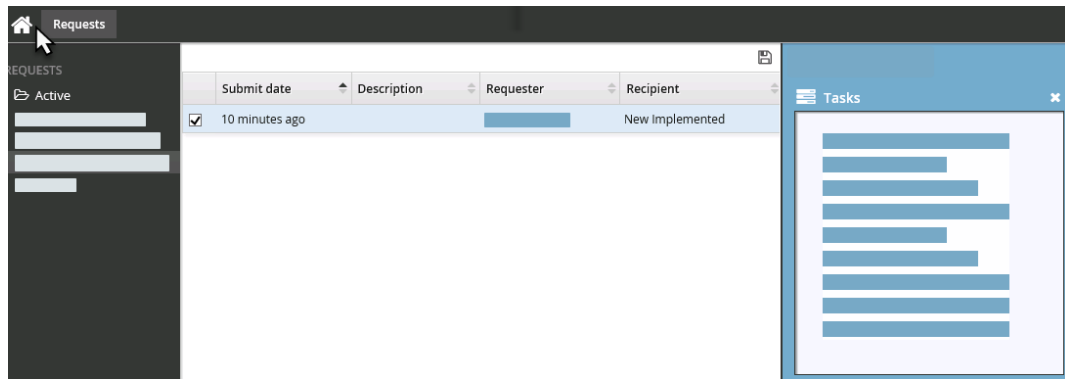 Requests
REQUESTS
Active
Submit date Description Requester Recipient
10 minutes ago New Implemented
Tasks